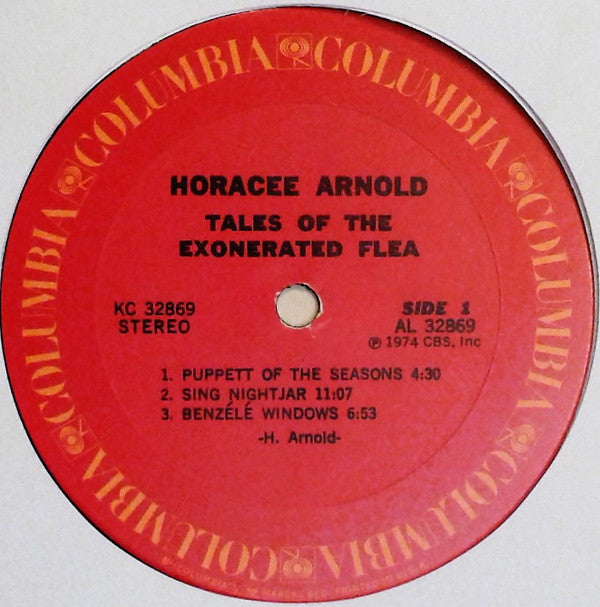 COLUMBIA COLUMBIA COLUMBIA COLUMBIA COLUMBIA COLUMBIA
HORACEE ARNOLD
TALES OF THE
EXONERATED FLEA
KC 32869
STEREO
SIDE 1
AL 32869
℗ 1974 CBS, Inc
1. PUPPETT OF THE SEASONS 4:30
2. SING NIGHTJAR 11:07
3. BENZÉLÉ WINDOWS 6:53
-H. Arnold-